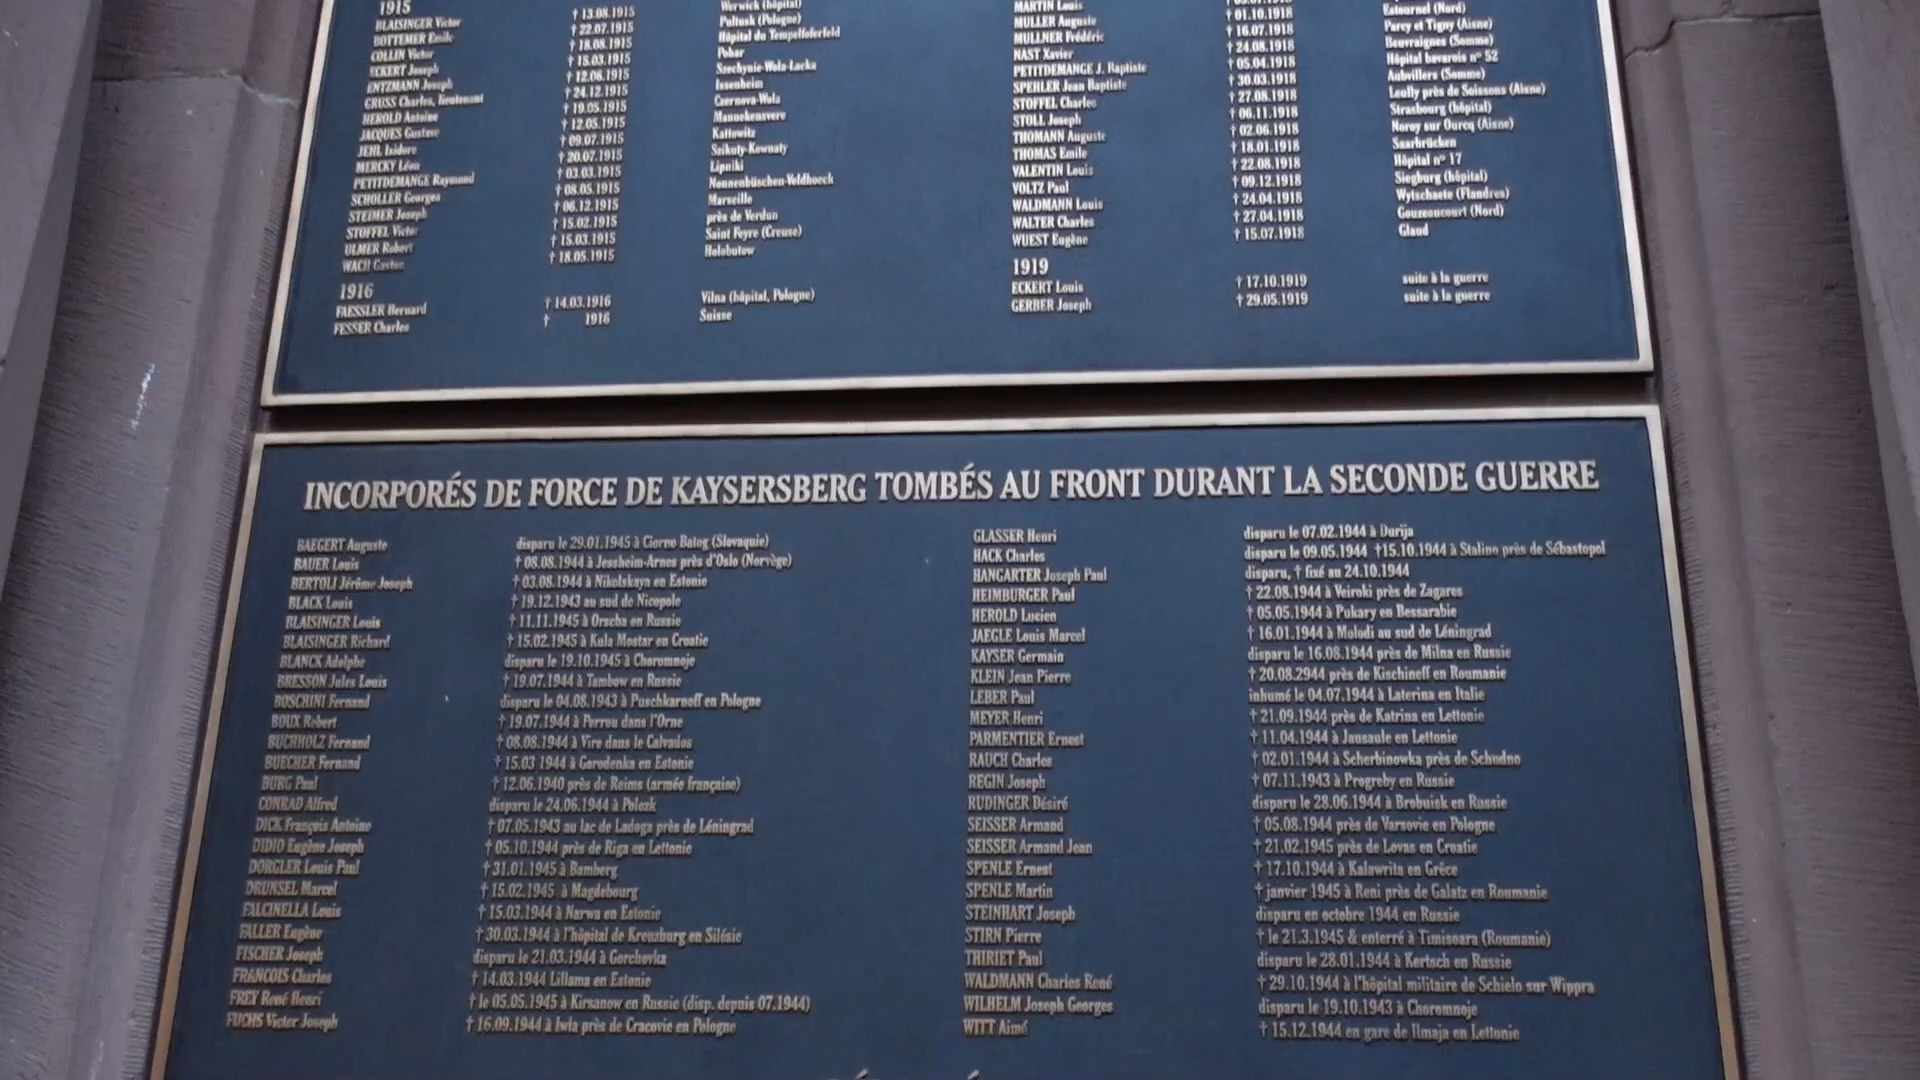 1915
BLAISINGER Victor † 13.08.1915 Werwick (hôpital)
BOTTEMER Emile † 22.07.1915 Pultusk (Pologne)
COLLIN Victor † 18.08.1915 Hôpital du Tempelhoferfeld
ECKERT Joseph † 15.03.1915 Pohar
ENTZMANN Joseph † 12.06.1915 Szechynie-Wola-Lacka
GRUSS Charles, lieutenant † 24.12.1915 Issenheim
HEROLD Antoine † 19.05.1915 Czernova-Wola
JACQUES Gustave † 12.05.1915 Mannekensvere
JEHL Isidore † 09.07.1915 Kattowitz
MERCKY Léon † 20.07.1915 Szikuty-Kownaty
PETITDEMANGE Raymond † 03.03.1915 Lipniki
SCHOLLER Georges † 08.05.1915 Nonnenbüschen-Veldhoeck
STEIMER Joseph † 06.12.1915 Marseille
STOFFEL Victor † 15.02.1915 près de Verdun
ULMER Robert † 15.03.1915 Saint Feyre (Creuse)
WACH Gaston † 18.05.1915 Holobutow
1916
FAESSLER Bernard † 14.03.1916 Vilna (hôpital, Pologne)
FESSER Charles † 1916 Suisse
MARTIN Louis
MULLER Auguste † 01.10.1918 Estournel (Nord)
MULLNER Frédéric † 16.07.1918 Parcy et Tigny (Aisne)
NAST Xavier † 24.08.1918 Beuvraignes (Somme)
PETITDEMANGE J. Baptiste † 05.04.1918 Hôpital bavarois n° 52
SPEHLER Jean Baptiste † 30.03.1918 Aubvillers (Somme)
STOFFEL Charles † 27.08.1918 Leully près de Soissons (Aisne)
STOLL Joseph † 06.11.1918 Strasbourg (hôpital)
THOMANN Auguste † 02.06.1918 Noroy sur Ourcq (Aisne)
THOMAS Emile † 18.01.1918 Saarbrücken
VALENTIN Louis † 22.08.1918 Hôpital n° 17
VOLTZ Paul † 09.12.1918 Siegburg (hôpital)
WALDMANN Louis † 24.04.1918 Wytschaete (Flandres)
WALTER Charles † 27.04.1918 Gouzeaucourt (Nord)
WUEST Eugène † 15.07.1918 Glaud
1919
ECKERT Louis † 17.10.1919 suite à la guerre
GERBER Joseph † 29.05.1919 suite à la guerre
INCORPORÉS DE FORCE DE KAYSERSBERG TOMBÉS AU FRONT DURANT LA SECONDE GUERRE
BAEGERT Auguste disparu le 29.01.1945 à Cierno Balog (Slovaquie)
BAUER Louis † 08.08.1944 à Jessheim-Arnes près d'Oslo (Norvège)
BERTOLI Jérôme Joseph † 03.08.1944 à Nikolskaya en Estonie
BLACK Louis † 19.12.1943 au sud de Nicopole
BLAISINGER Louis † 11.11.1945 à Orscha en Russie
BLAISINGER Richard † 15.02.1945 à Kula Mostar en Croatie
BLANCK Adolphe disparu le 19.10.1945 à Choromnoje
BRESSON Jules Louis † 19.07.1944 à Tambow en Russie
BOSCHINI Fernand disparu le 04.08.1943 à Puschkarnoff en Pologne
BOUX Robert † 19.07.1944 à Perrou dans l'Orne
BUCHHOLZ Fernand † 08.08.1944 à Vire dans le Calvados
BUECHER Fernand † 15.03 1944 à Gorodenka en Estonie
BURG Paul † 12.06.1940 près de Reims (armée française)
CONRAD Alfred disparu le 24.06.1944 à Polozk
DICK François Antoine † 07.05.1943 au lac de Ladoga près de Léningrad
DIDIO Eugène Joseph † 05.10.1944 près de Riga en Lettonie
DORGLER Louis Paul † 31.01.1945 à Bamberg
DRUNSEL Marcel † 15.02.1945 à Magdebourg
FALCINELLA Louis † 15.03.1944 à Narwa en Estonie
FALLER Eugène † 30.03.1944 à l'hôpital de Kreuzburg en Silésie
FISCHER Joseph disparu le 21.03.1944 à Gorchovka
FRANCOIS Charles † 14.03.1944 Lillama en Estonie
FREY René Henri † le 05.05.1945 à Kirsanow en Russie (disp. depuis 07.1944)
FUCHS Victor Joseph † 16.09.1944 à Iwla près de Cracovie en Pologne
GLASSER Henri disparu le 07.02.1944 à Durija
HACK Charles disparu le 09.05.1944 †15.10.1944 à Stalino près de Sébastopol
HANGARTER Joseph Paul disparu, † fixé au 24.10.1944
HEIMBURGER Paul † 22.08.1944 à Veiroki près de Zagares
HEROLD Lucien † 05.05.1944 à Pukary en Bessarabie
JAEGLE Louis Marcel † 16.01.1944 à Molodi au sud de Léningrad
KAYSER Germain disparu le 16.08.1944 près de Milna en Russie
KLEIN Jean Pierre † 20.08.2944 près de Kischineff en Roumanie
LEBER Paul inhumé le 04.07.1944 à Laterina en Italie
MEYER Henri † 21.09.1944 près de Katrina en Lettonie
PARMENTIER Ernest † 11.04.1944 à Jansaule en Lettonie
RAUCH Charles † 02.01.1944 à Scherbinowka près de Schudno
REGIN Joseph † 07.11.1943 à Progreby en Russie
RUDINGER Désiré disparu le 28.06.1944 à Brobuisk en Russie
SEISSER Armand † 05.08.1944 près de Varsovie en Pologne
SEISSER Armand Jean † 21.02.1945 près de Lovas en Croatie
SPENLE Ernest † 17.10.1944 à Kalawrita en Grèce
SPENLE Martin † janvier 1945 à Reni près de Galatz en Roumanie
STEINHART Joseph disparu en octobre 1944 en Russie
STIRN Pierre † le 21.3.1945 & enterré à Timisoara (Roumanie)
THIRIET Paul disparu le 28.01.1944 à Kertsch en Russie
WALDMANN Charles René † 29.10.1944 à l'hôpital militaire de Schielo sur Wippra
WILHELM Joseph Georges disparu le 19.10.1943 à Choromnoje
WITT Aimé † 15.12.1944 en gare de Ilmaja en Lettonie